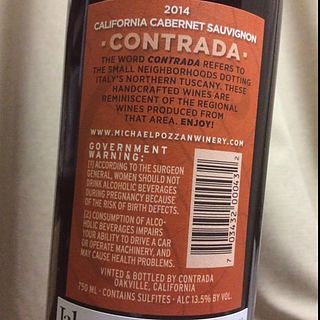 2014
CALIFORNIA CABERNET SAUVIGNON
·CONTRADA·
THE WORD CONTRADA REFERS TO
THE SMALL NEIGHBORHOODS DOTTING
ITALY'S NORTHERN TUSCANY. THESE
HANDCRAFTED WINES ARE
REMINISCENT OF THE REGIONAL
WINES PRODUCED FROM
THAT AREA. ENJOY!
WWW.MICHAELPOZZANWINERY.COM
GOVERNMENT
WARNING:
(1) ACCORDING TO THE SURGEON
GENERAL, WOMEN SHOULD NOT
DRINK ALCOHOLIC BEVERAGES
DURING PREGNANCY BECAUSE
OF THE RISK OF BIRTH DEFECTS.
(2) CONSUMPTION OF ALCO-
HOLIC BEVERAGES IMPAIRS
YOUR ABILITY TO DRIVE A CAR
OR OPERATE MACHINERY, AND
MAY CAUSE HEALTH PROBLEMS.
7 03432 00043 2
VINTED & BOTTLED BY CONTRADA
OAKVILLE, CALIFORNIA
750 ML · CONTAINS SULFITES · ALC 13.5% BY VOL.